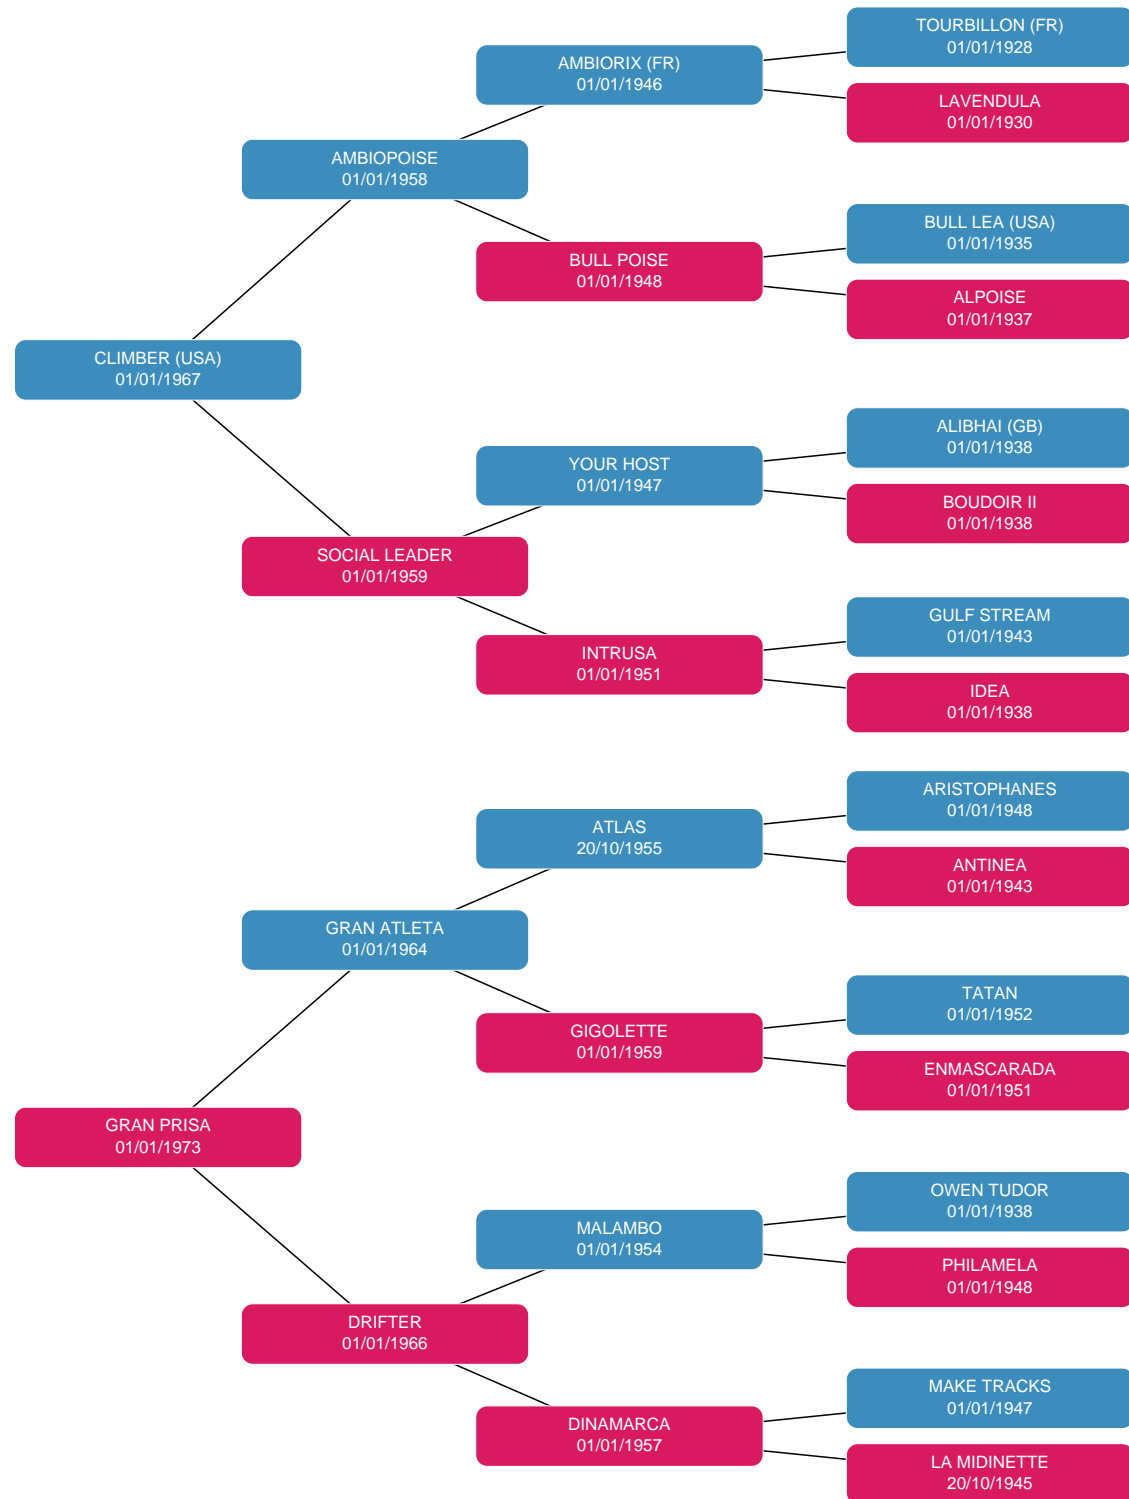 TOURBILLON (FR)
01/01/1928
AMBIORIX (FR)
01/01/1946
LAVENDULA
01/01/1930
AMBIOPOISE
01/01/1958
BULL LEA (USA)
01/01/1935
BULL POISE
01/01/1948
ALPOISE
01/01/1937
CLIMBER (USA)
01/01/1967
ALIBHAI (GB)
01/01/1938
YOUR HOST
01/01/1947
BOUDOIR II
01/01/1938
SOCIAL LEADER
01/01/1959
GULF STREAM
01/01/1943
INTRUSA
01/01/1951
IDEA
01/01/1938
ARISTOPHANES
01/01/1948
ATLAS
20/10/1955
ANTINEA
01/01/1943
GRAN ATLETA
01/01/1964
TATAN
01/01/1952
GIGOLETTE
01/01/1959
ENMASCARADA
01/01/1951
GRAN PRISA
01/01/1973
OWEN TUDOR
01/01/1938
MALAMBO
01/01/1954
PHILAMELA
01/01/1948
DRIFTER
01/01/1966
MAKE TRACKS
01/01/1947
DINAMARCA
01/01/1957
LA MIDINETTE
20/10/1945